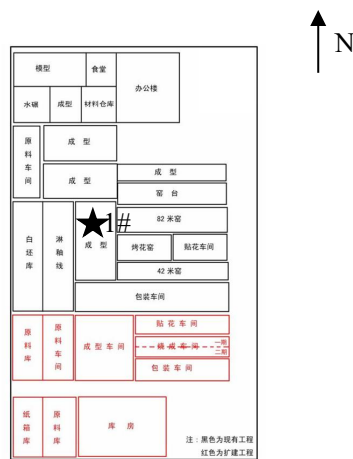 N
模型
食堂
办公楼
水碾
成型
材料仓库
原料车间
成 型
成 型
成 型
窑 台
白坯库
淋釉线
成型
1#
82 米窑
烤花窑
贴花车间
42 米窑
包装车间
原料库
原料车间
成型车间
贴花车间
烧成车间
一期
二期
包装车间
纸箱库
原料库
库 房
注：黑色为现有工程
红色为扩建工程